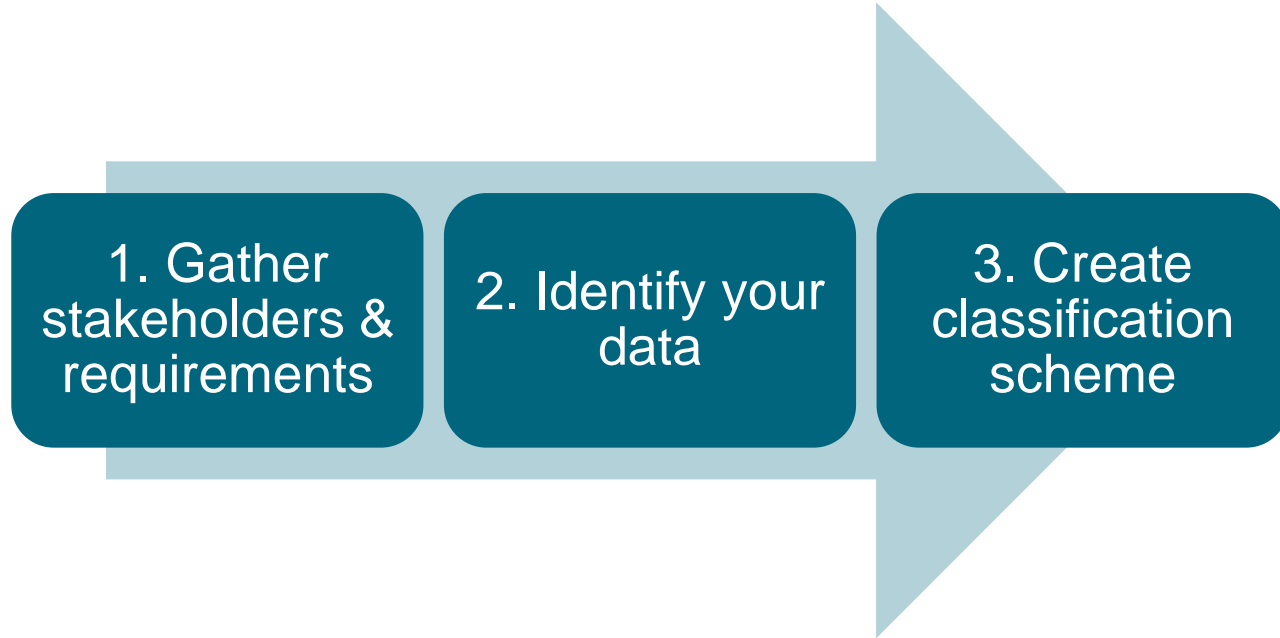 1. Gather
stakeholders &
requirements
2. Identify your
data
3. Create
classification
scheme